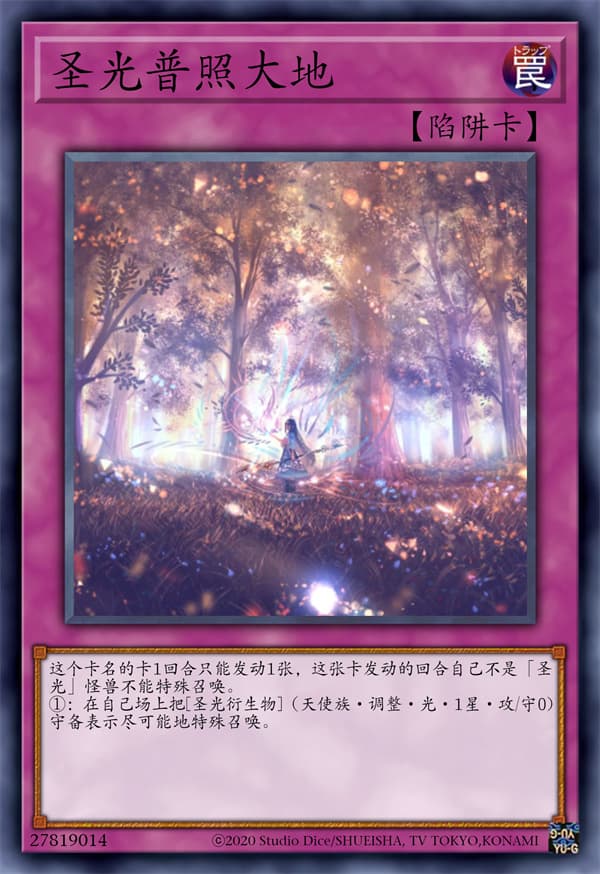 圣光普照大地
トラップ
罠
【陷阱卡】
这个卡名的卡1回合只能发动1张，这张卡发动的回合自己不是「圣
光」怪兽不能特殊召唤。
①：在自己场上把[圣光衍生物]（天使族・调整・光・1星・攻/守0）
守备表示尽可能地特殊召唤。
27819014
©2020 Studio Dice/SHUEISHA, TV TOKYO,KONAMI
YU-G